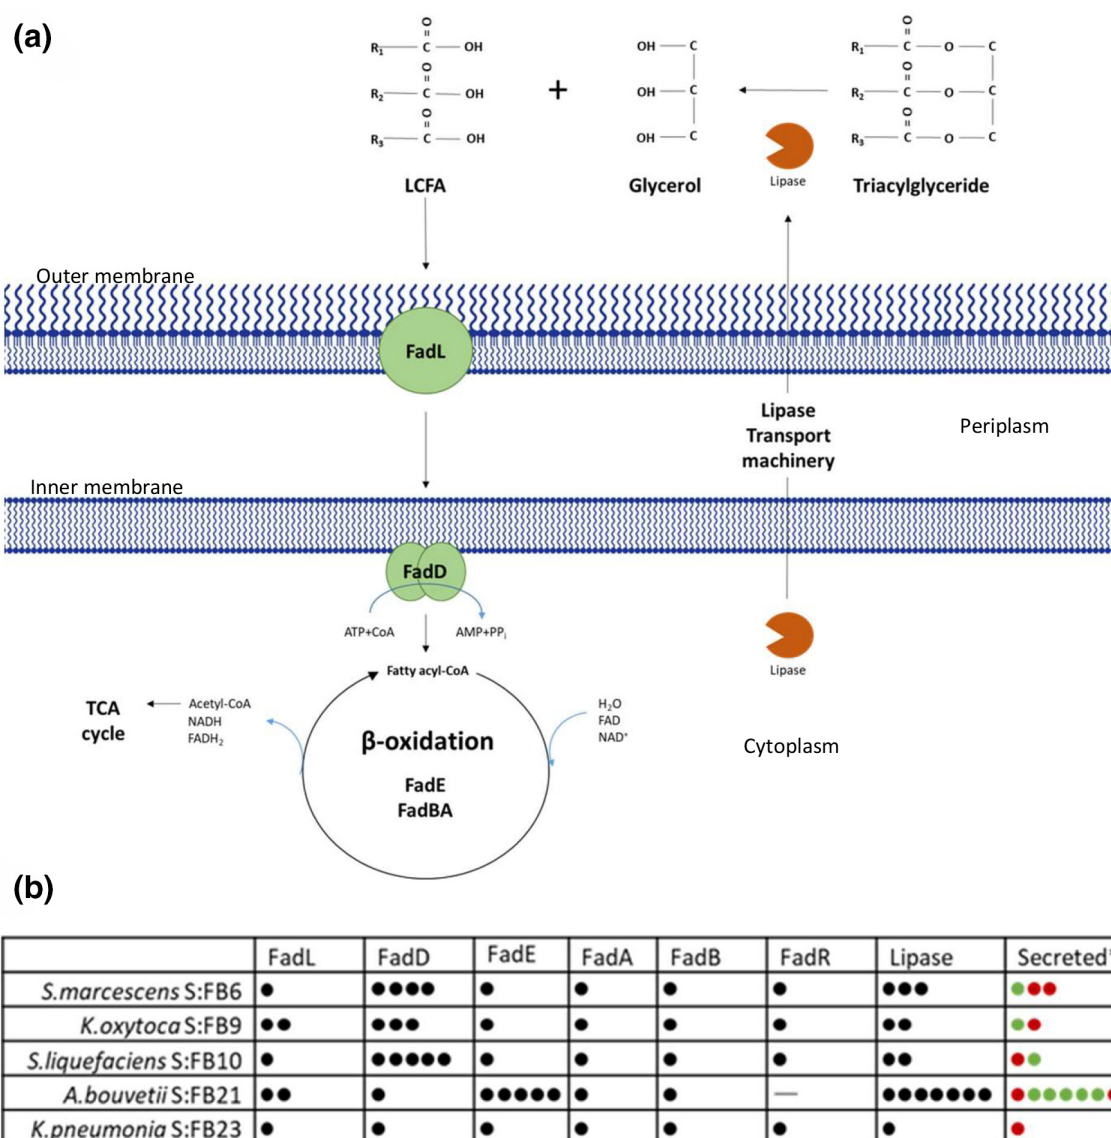 (a)
O O O
R1 C OH OH C R1 C O C
O O
R2 C OH + OH C R2 C O C
O O
R3 C OH OH C R3 C O C
Lipase
LCFA Glycerol Triacylglyceride
Outer membrane
FadL
Lipase
Transport
machinery
Periplasm
Inner membrane
FadD
ATP+CoA AMP+PPi
Fatty acyl-CoA
Lipase
TCA
cycle
Acetyl-CoA
NADH
FADH2
H2O
FAD
NAD+
β-oxidation
FadE
FadBA
Cytoplasm
(b)
FadL FadD FadE FadA FadB FadR Lipase Secreted
S.marcescens S:FB6
K.oxytoca S:FB9
S.liquefaciens S:FB10
A.bouvetii S:FB21 —
K.pneumonia S:FB23